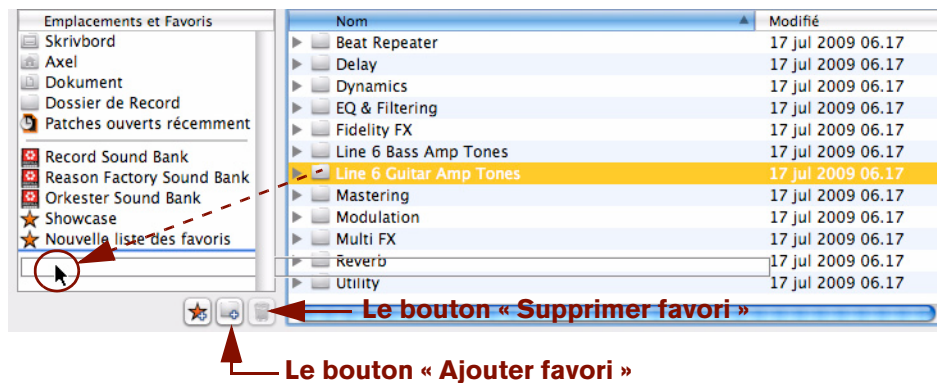 Emplacements et Favoris
Skrivbord
Axel
Dokument
Dossier de Record
Patches ouverts récemment
Record Sound Bank
Reason Factory Sound Bank
Orkester Sound Bank
Showcase
Nouvelle liste des favoris
Nom Modifié
Beat Repeater 17 jul 2009 06.17
Delay 17 jul 2009 06.17
Dynamics 17 jul 2009 06.17
EQ & Filtering 17 jul 2009 06.17
Fidelity FX 17 jul 2009 06.17
Line 6 Bass Amp Tones 17 jul 2009 06.17
Line 6 Guitar Amp Tones 17 jul 2009 06.17
Mastering 17 jul 2009 06.17
Modulation 17 jul 2009 06.17
Multi FX 17 jul 2009 06.17
Reverb 17 jul 2009 06.17
Utility 17 jul 2009 06.17
Le bouton « Supprimer favori »
Le bouton « Ajouter favori »